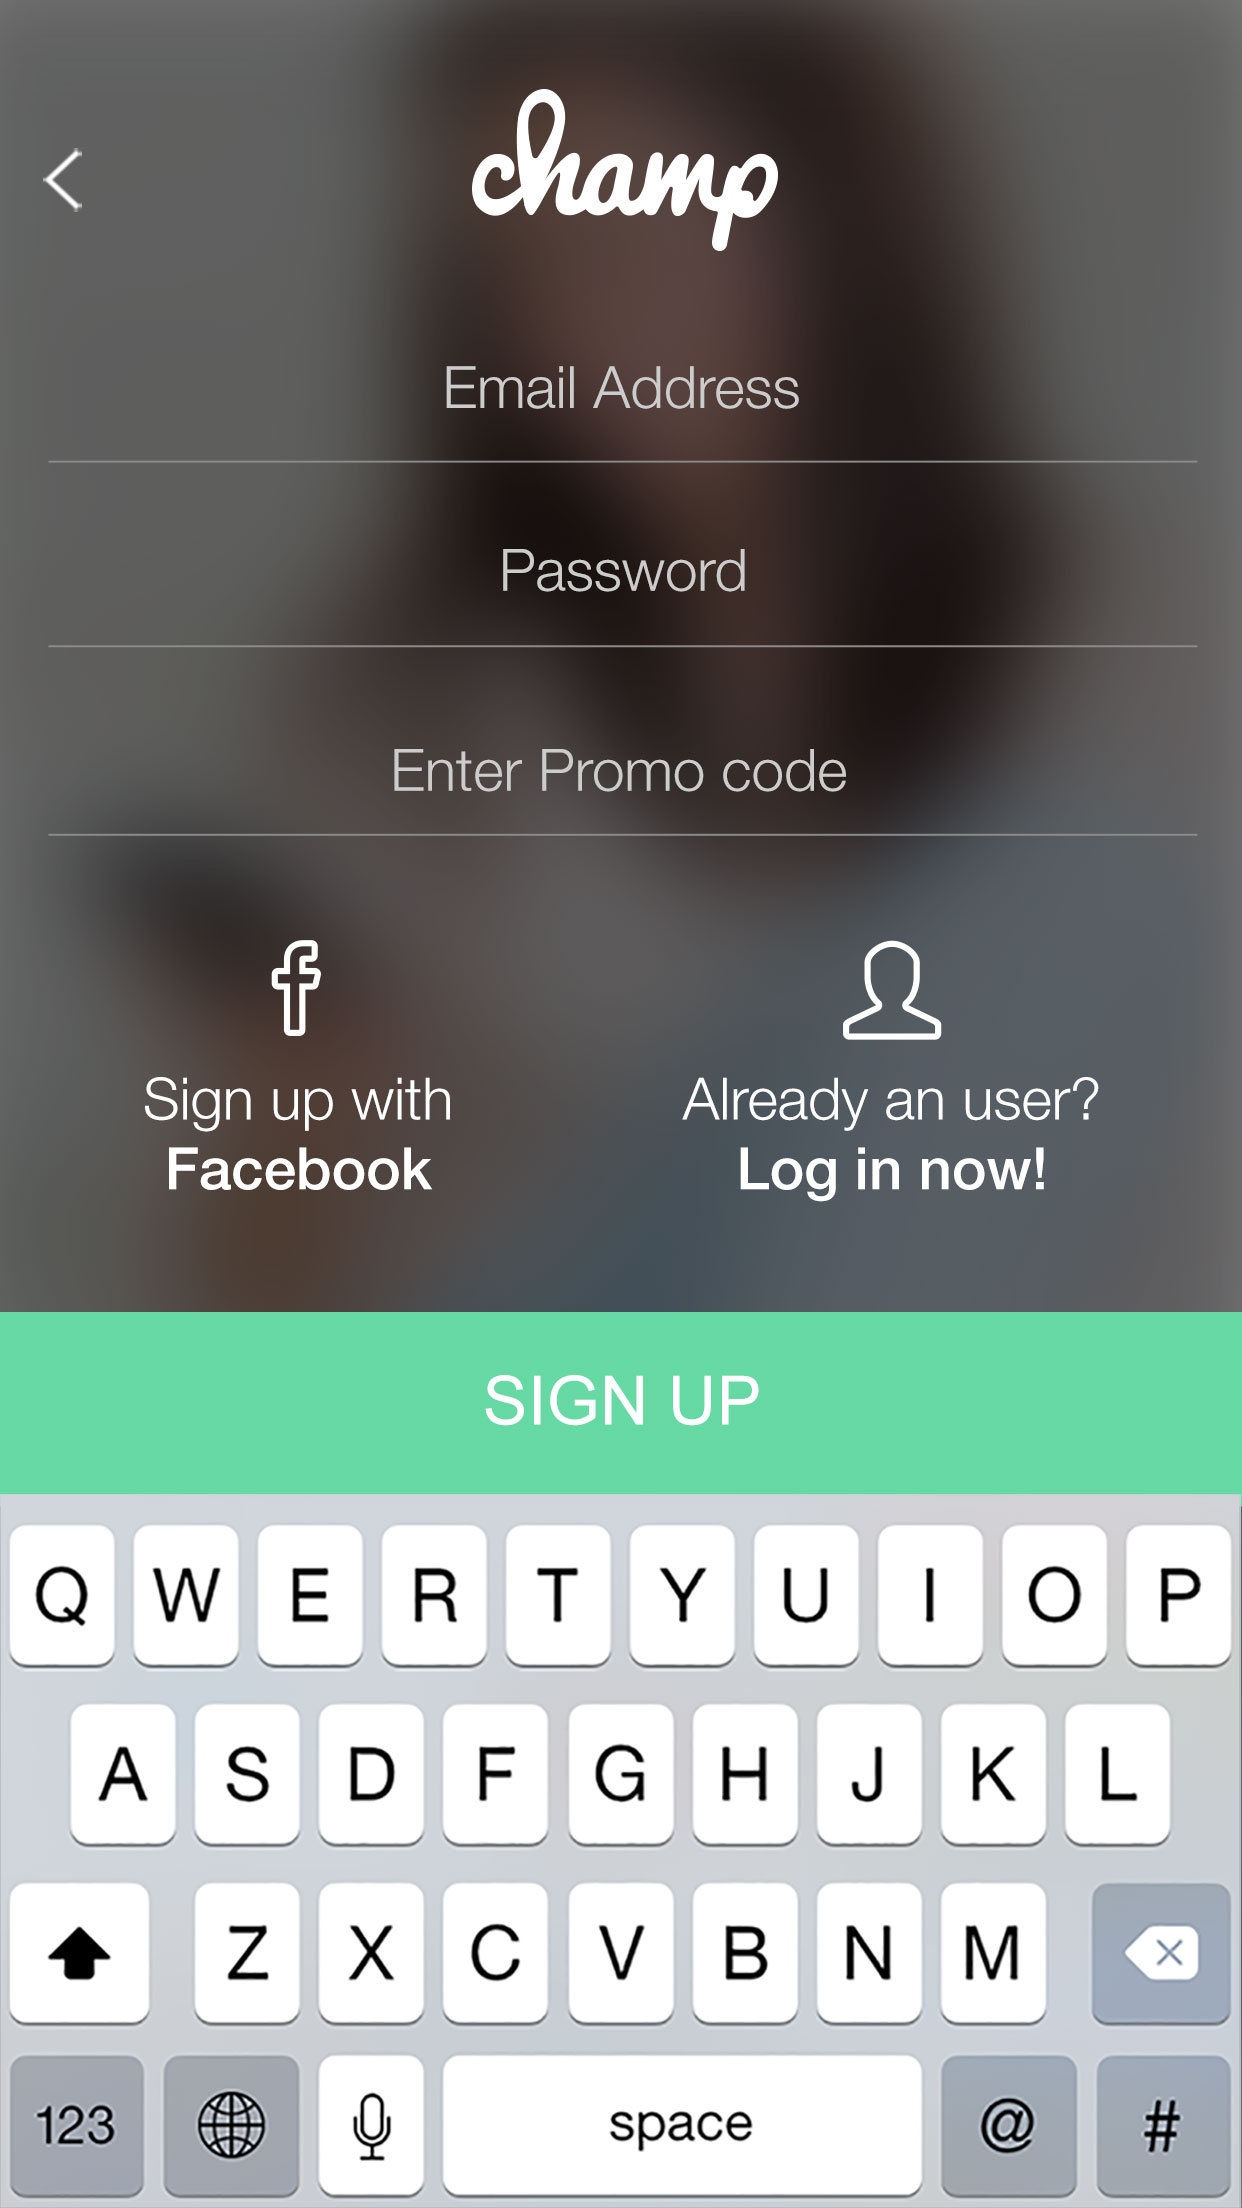 champ
Email Address
Password
Enter Promo code
Sign up with
Facebook
Already an user?
Log in now!
SIGN UP
Q W E R T Y U I O P
A S D F G H J K L
Z X C V B N M
123 space @ #